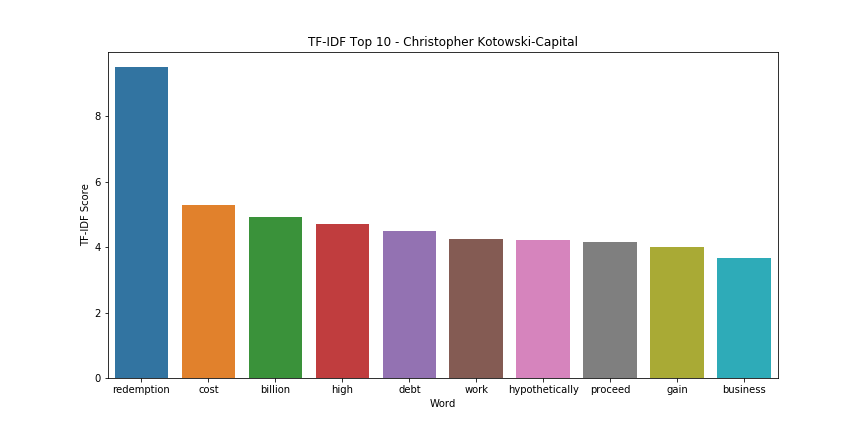 TF-IDF Top 10 - Christopher Kotowski-Capital
TF-IDF Score
8
6
4
2
0
redemption cost billion high debt work hypothetically proceed gain business
Word